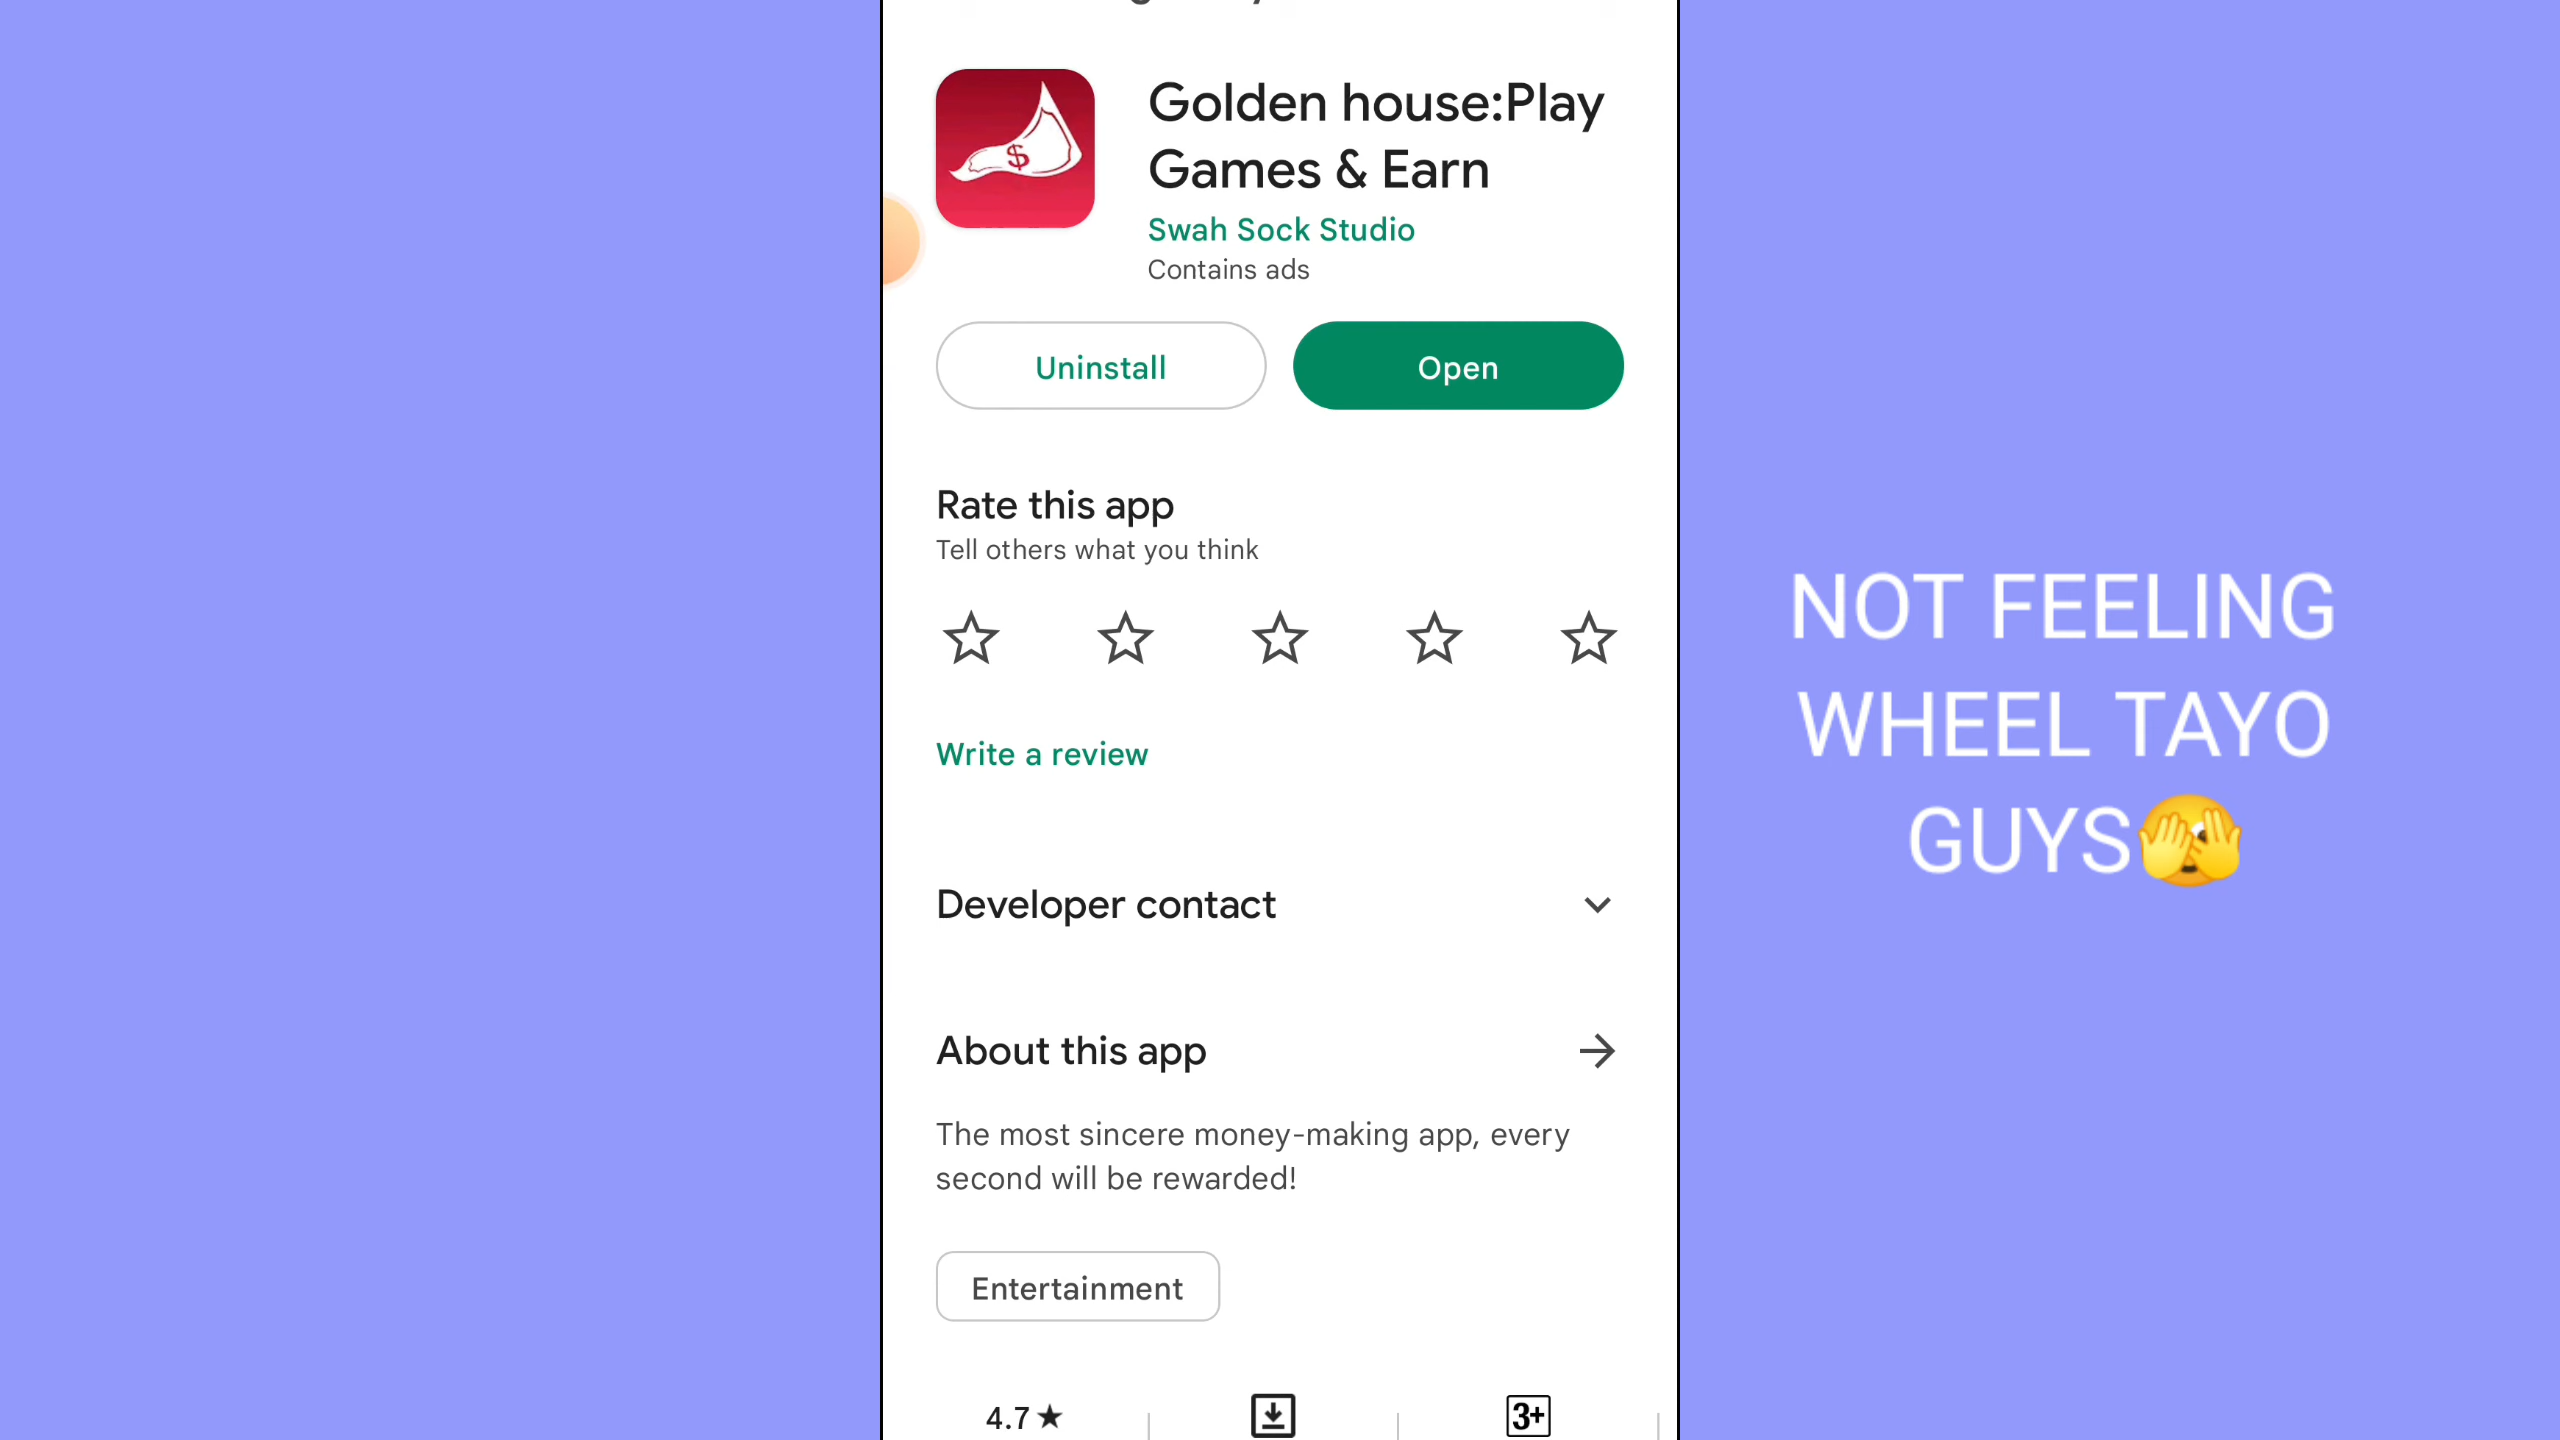 Golden house:Play
Games & Earn
Swah Sock Studio
Contains ads
$
Uninstall
Open
Rate this app
Tell others what you think
Write a review
Developer contact
About this app
The most sincere money-making app, every
second will be rewarded!
Entertainment
4.7★
3+
NOT FEELING
WHEEL TAYO
GUYS🫣